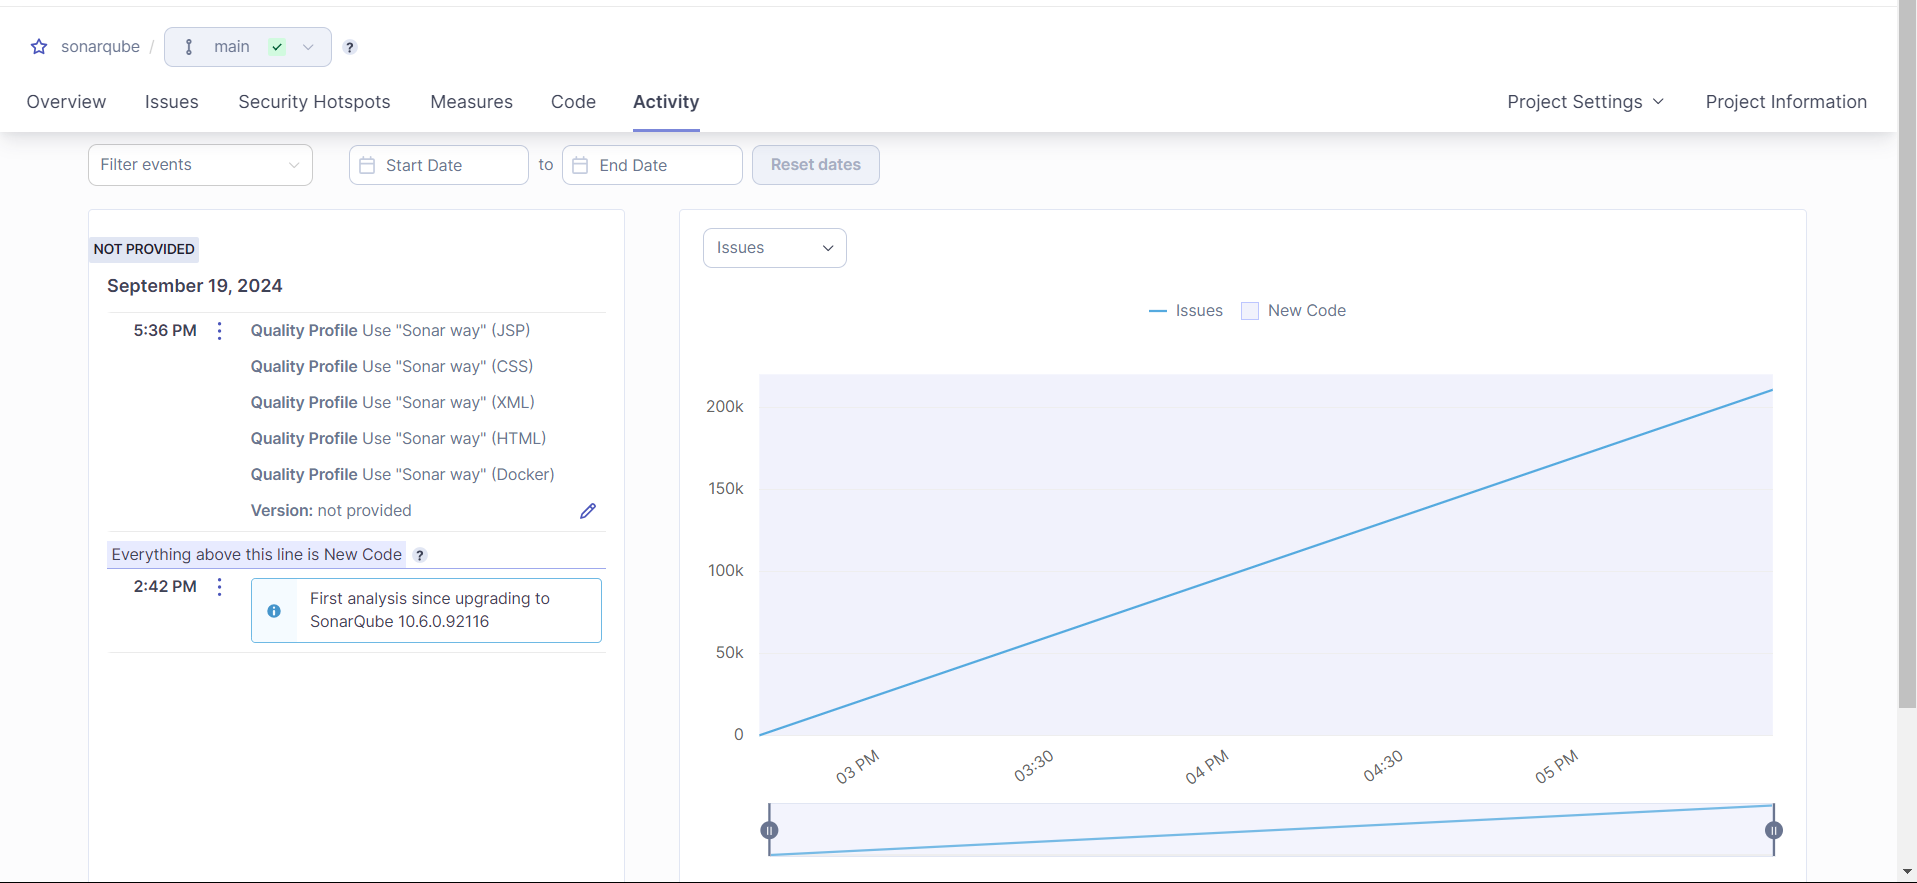 sonarqube / main ?
Overview Issues Security Hotspots Measures Code Activity Project Settings Project Information
Filter events Start Date to End Date Reset dates
NOT PROVIDED
September 19, 2024
5:36 PM Quality Profile Use "Sonar way" (JSP)
Quality Profile Use "Sonar way" (CSS)
Quality Profile Use "Sonar way" (XML)
Quality Profile Use "Sonar way" (HTML)
Quality Profile Use "Sonar way" (Docker)
Version: not provided
Everything above this line is New Code ?
2:42 PM First analysis since upgrading to
SonarQube 10.6.0.92116
Issues
Issues New Code
200k
150k
100k
50k
0
03 PM 03:30 04 PM 04:30 05 PM